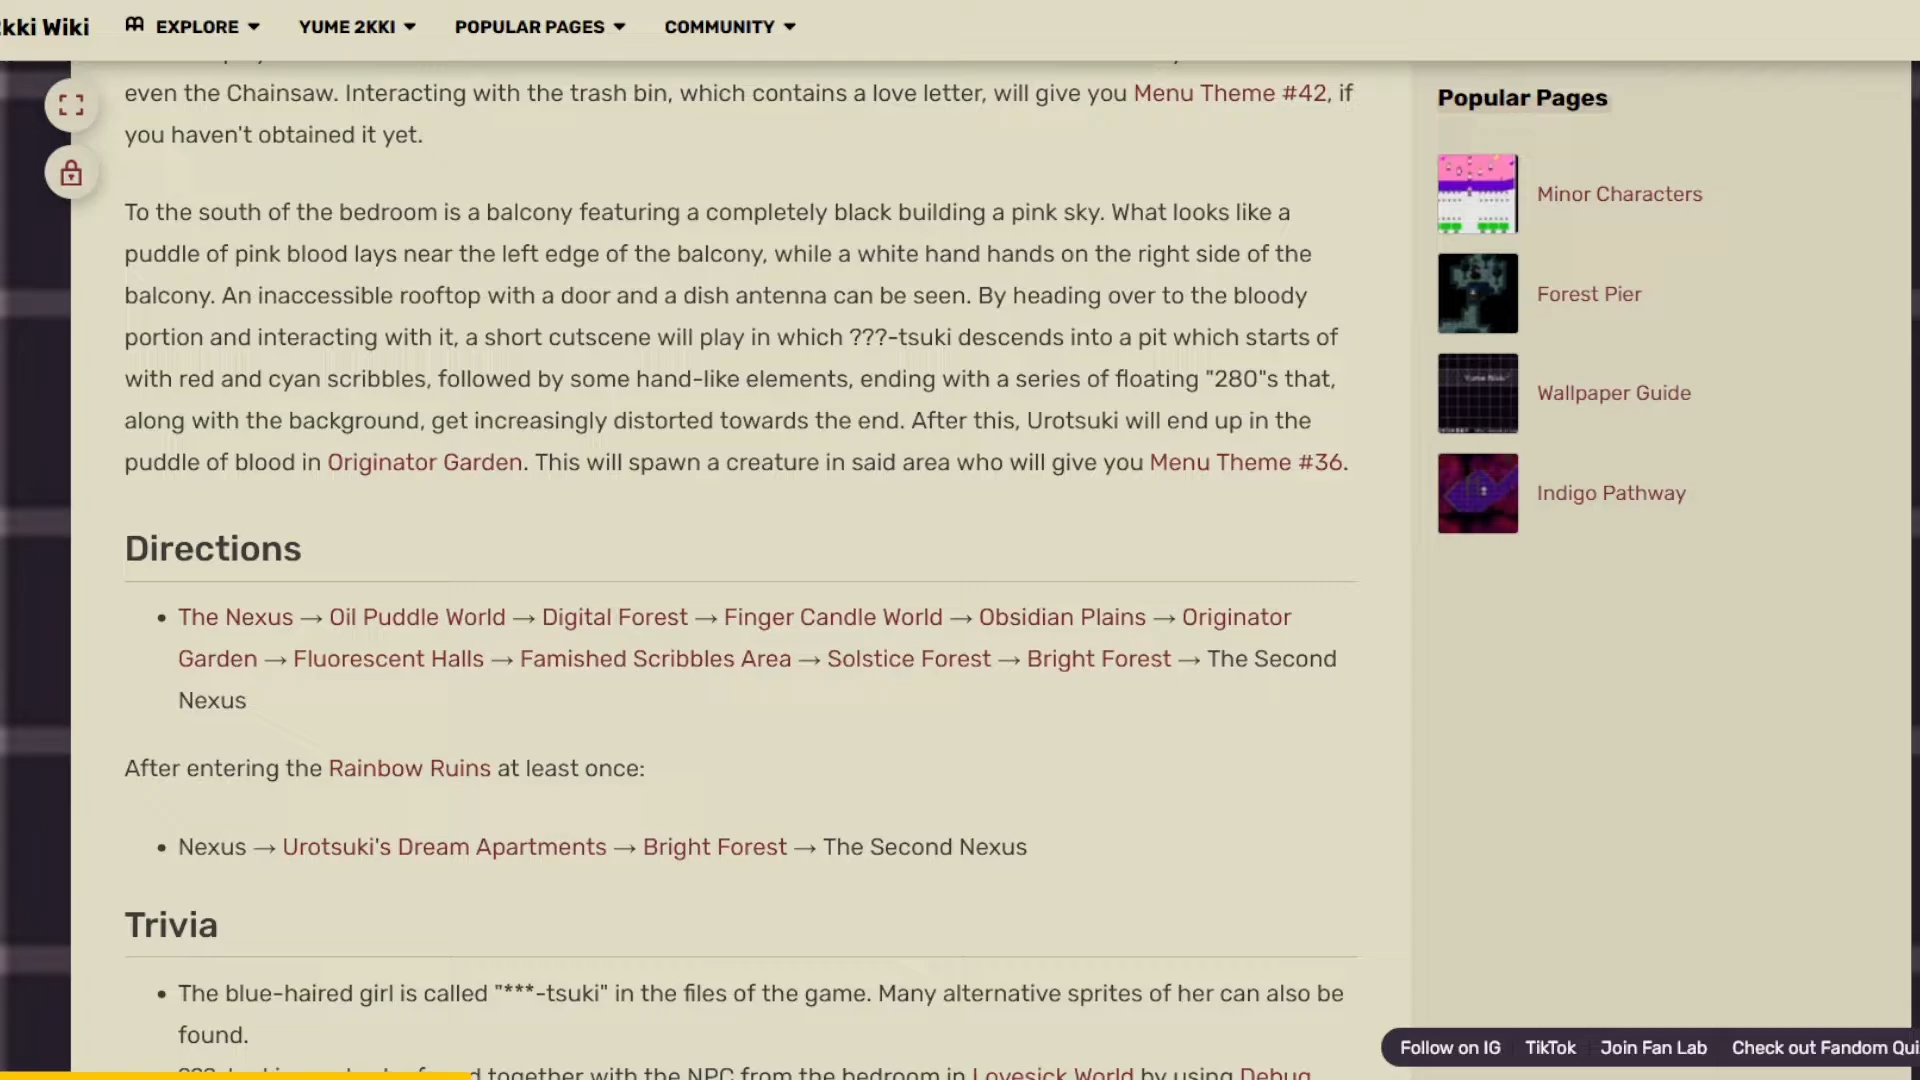 kki Wiki
EXPLORE
YUME 2KKI
POPULAR PAGES
COMMUNITY
even the Chainsaw. Interacting with the trash bin, which contains a love letter, will give you Menu Theme #42, if
you haven't obtained it yet.
To the south of the bedroom is a balcony featuring a completely black building a pink sky. What looks like a
puddle of pink blood lays near the left edge of the balcony, while a white hand hands on the right side of the
balcony. An inaccessible rooftop with a door and a dish antenna can be seen. By heading over to the bloody
portion and interacting with it, a short cutscene will play in which ???-tsuki descends into a pit which starts of
with red and cyan scribbles, followed by some hand-like elements, ending with a series of floating "280"s that,
along with the background, get increasingly distorted towards the end. After this, Urotsuki will end up in the
puddle of blood in Originator Garden. This will spawn a creature in said area who will give you Menu Theme #36.
Directions
• The Nexus → Oil Puddle World → Digital Forest → Finger Candle World → Obsidian Plains → Originator
Garden → Fluorescent Halls → Famished Scribbles Area → Solstice Forest → Bright Forest → The Second
Nexus
After entering the Rainbow Ruins at least once:
• Nexus → Urotsuki's Dream Apartments → Bright Forest → The Second Nexus
Trivia
• The blue-haired girl is called "***-tsuki" in the files of the game. Many alternative sprites of her can also be
found.
together with the NPC from the bedroom in Lovesick World by using Debug
Popular Pages
Minor Characters
Forest Pier
Wallpaper Guide
Indigo Pathway
Follow on IG
TikTok
Join Fan Lab
Check out Fandom Qui